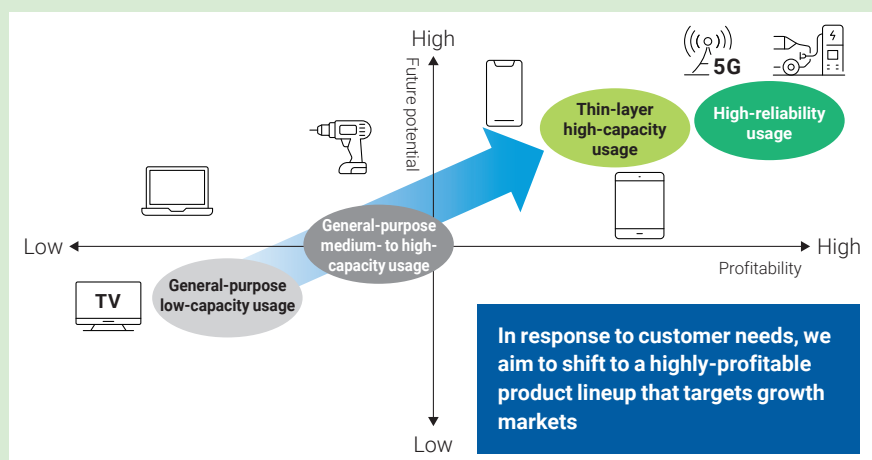 High
Future potential
5G
Thin-layer
high-capacity
usage
High-reliability
usage
General-purpose
medium- to high-
capacity usage
Low
High
Profitability
TV
General-purpose
low-capacity usage
In response to customer needs, we
aim to shift to a highly-profitable
product lineup that targets growth
markets
Low